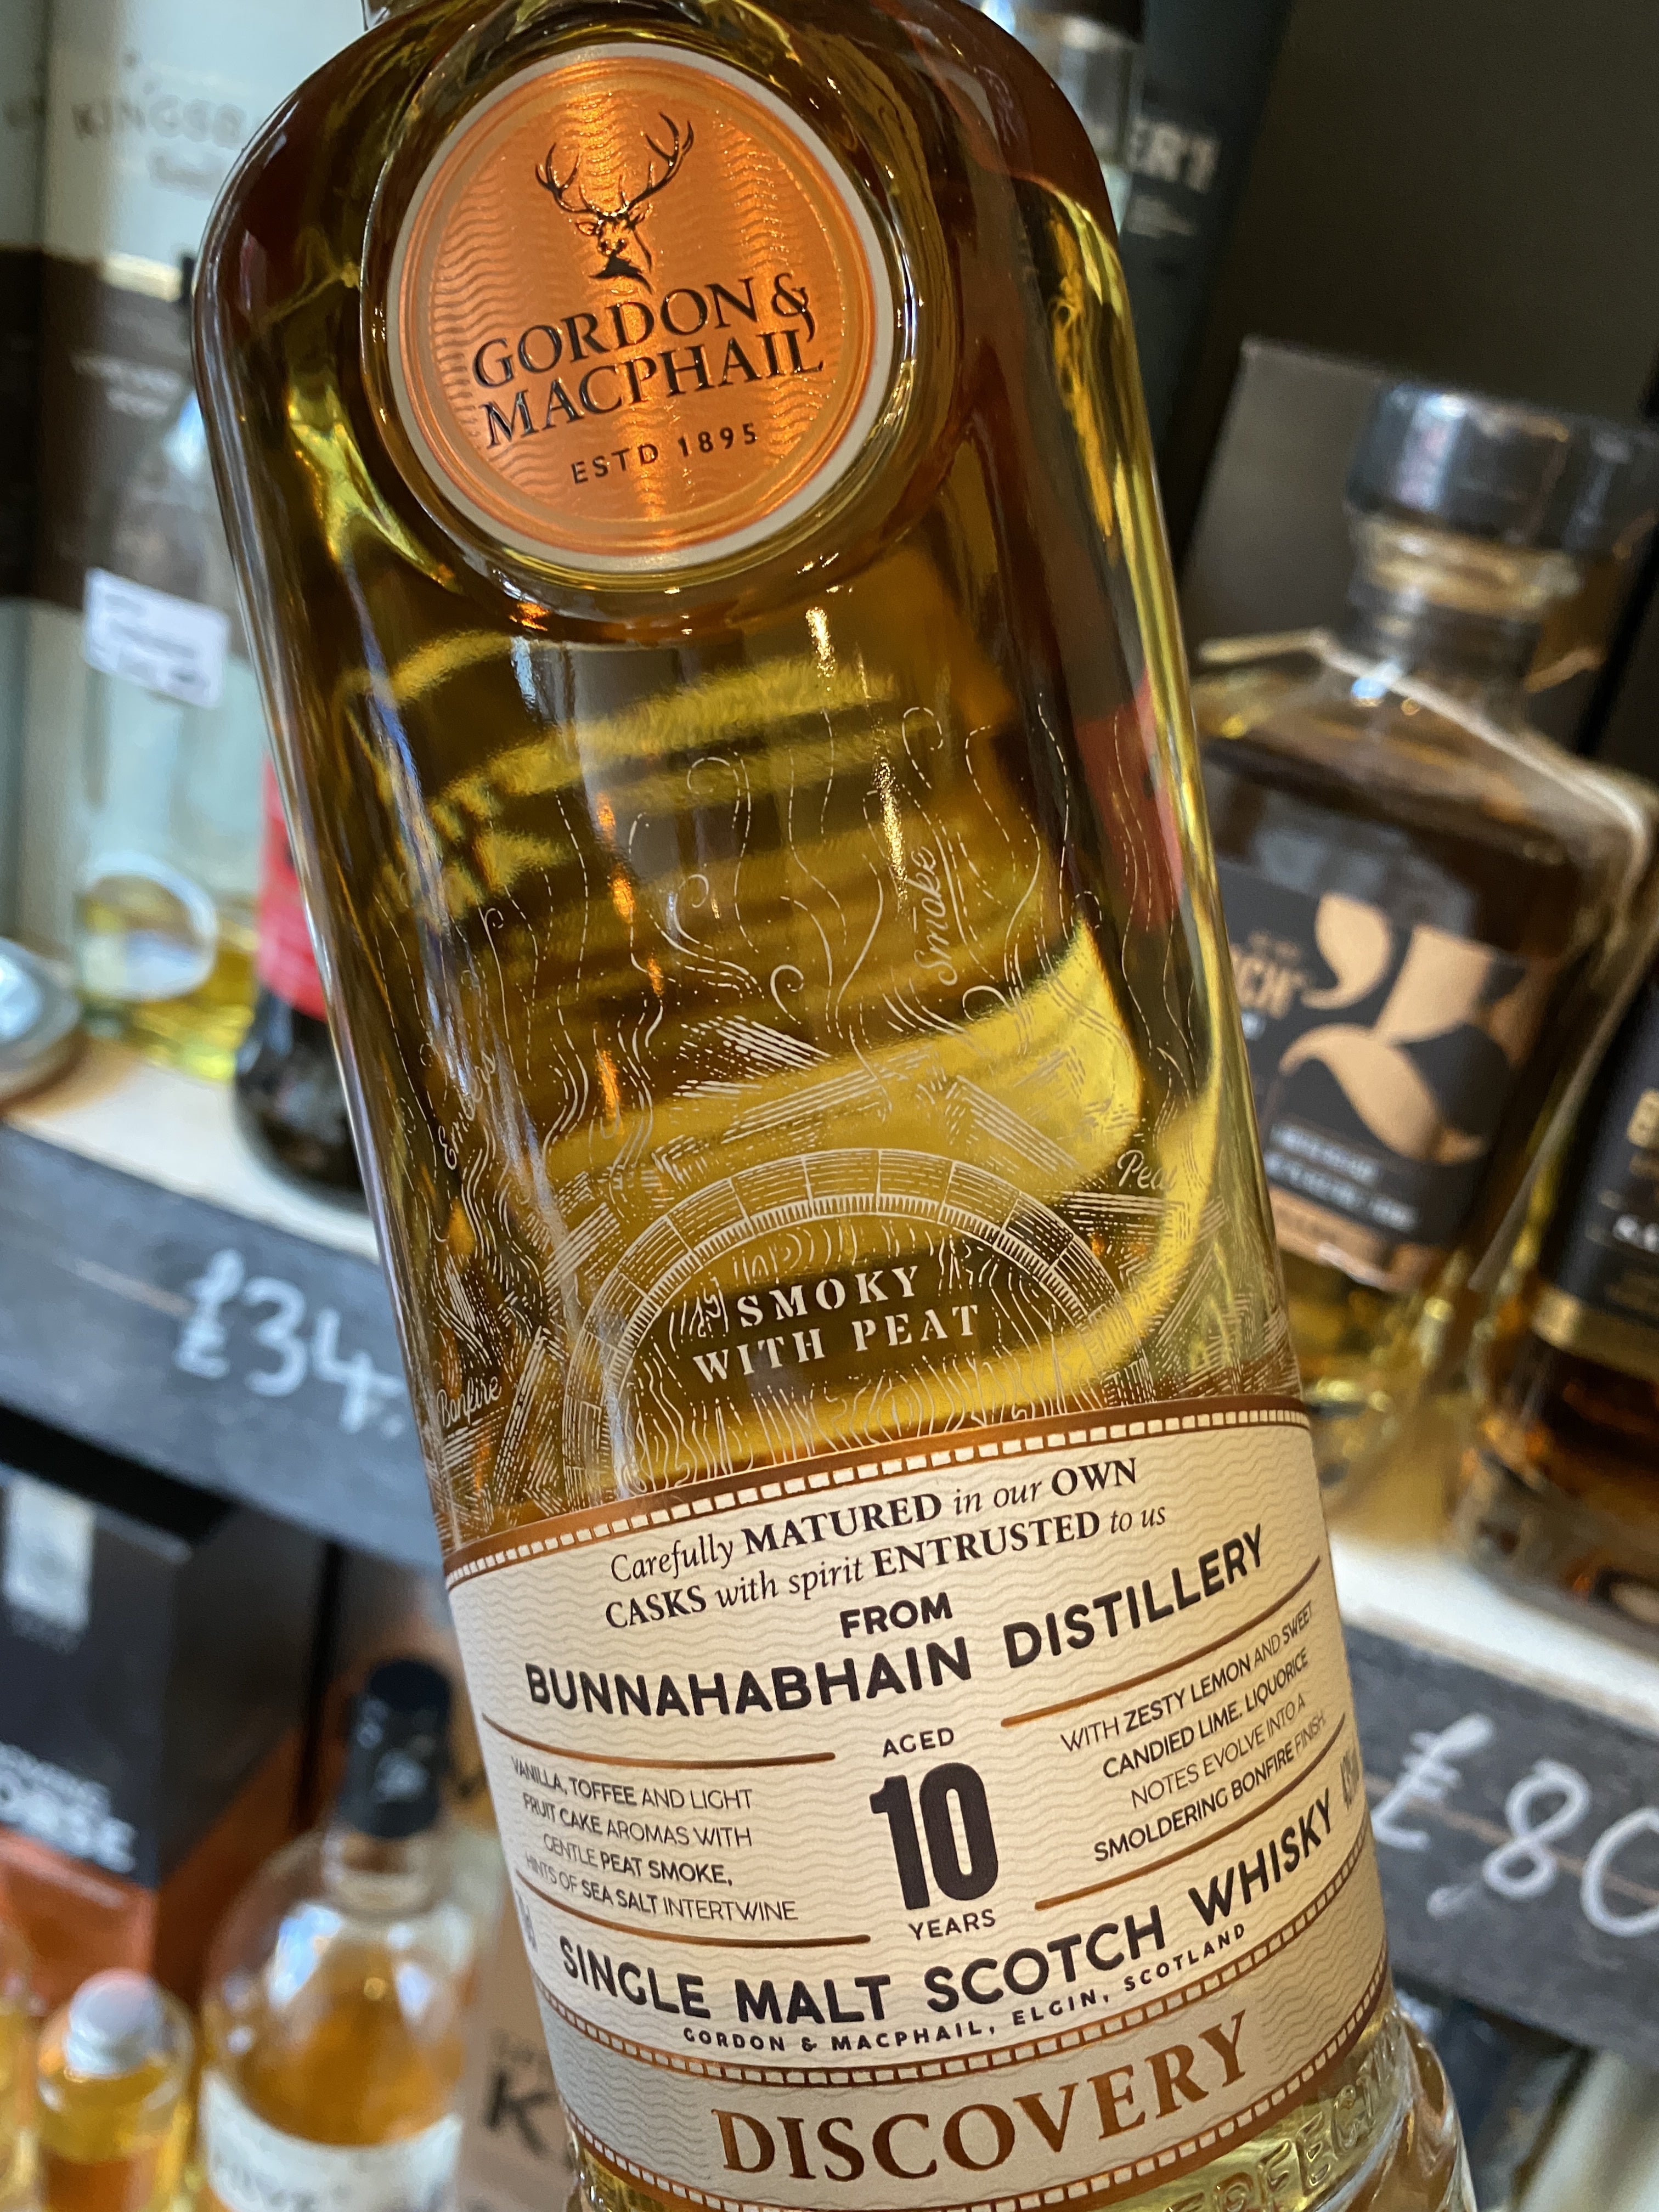 GORDON &
MACPHAIL
ESTD 1895
Smoke
Embers
Peat
SMOKY
WITH PEAT
Bonfire
Carefully MATURED in our OWN
CASKS with spirit ENTRUSTED to us
FROM
BUNNAHABHAIN DISTILLERY
VANILLA, TOFFEE AND LIGHT
FRUIT CAKE AROMAS WITH
GENTLE PEAT SMOKE,
HINTS OF SEA SALT INTERTWINE
AGED
10
YEARS
WITH ZESTY LEMON AND SWEET
CANDIED LIME. LIQUORICE
NOTES EVOLVE INTO A
SMOLDERING BONFIRE FINISH.
SINGLE MALT SCOTCH WHISKY
GORDON & MACPHAIL, ELGIN, SCOTLAND
DISCOVERY
£34.
£80